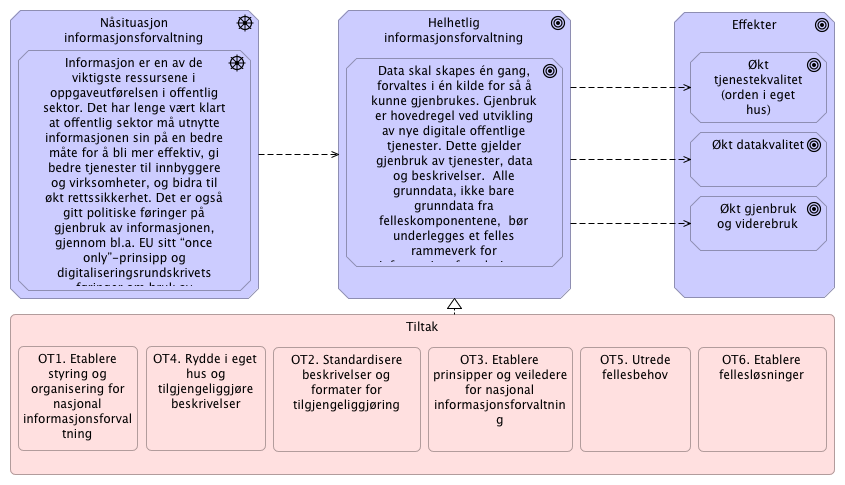 Nåsituasjon
informasjonsforvaltning
Informasjon er en av de
viktigste ressursene i
oppgaveutførelsen i offentlig
sektor. Det har lenge vært klart
at offentlig sektor må utnytte
informasjonen sin på en bedre
måte for å bli mer effektiv, gi
bedre tjenester til innbyggere
og virksomheter, og bidra til
økt rettssikkerhet. Det er også
gitt politiske føringer på
gjenbruk av informasjonen,
gjennom bl.a. EU sitt “once
only”-prinsipp og
digitaliseringsrundskrivets
Helhetlig
informasjonsforvaltning
Data skal skapes én gang,
forvaltes i én kilde for så å
kunne gjenbrukes. Gjenbruk
er hovedregel ved utvikling
av nye digitale offentlige
tjenester. Dette gjelder
gjenbruk av tjenester, data
og beskrivelser. Alle
grunndata, ikke bare
grunndata fra
felleskomponentene, bør
underlegges et felles
rammeverk for
Effekter
Økt
tjenestekvalitet
(orden i eget
hus)
Økt datakvalitet
Økt gjenbruk
og viderebruk
Tiltak
OT1. Etablere
styring og
organisering for
nasjonal
informasjonsforval
tning
OT4. Rydde i eget
hus og
tilgjengeliggjøre
beskrivelser
OT2. Standardisere
beskrivelser og
formater for
tilgjengeliggjøring
OT3. Etablere
prinsipper og veiledere
for nasjonal
informasjonsforvaltnin
g
OT5. Utrede
fellesbehov
OT6. Etablere
fellesløsninger